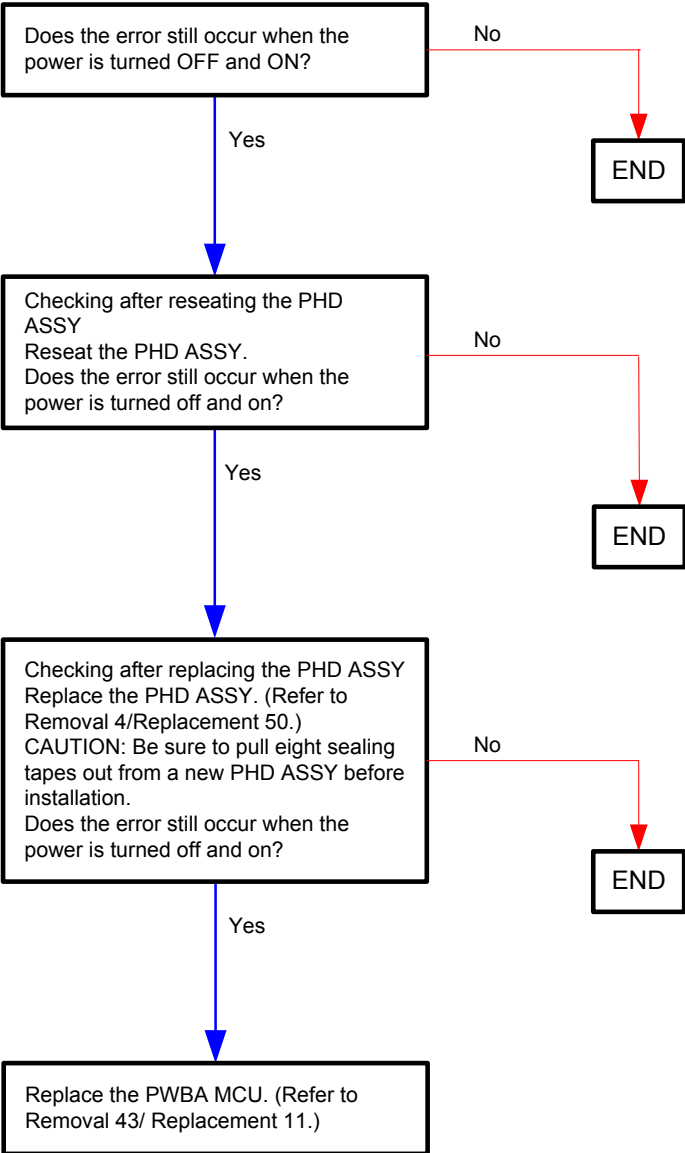 Does the error still occur when the
power is turned OFF and ON?
No
Yes
END
Checking after reseating the PHD
ASSY
Reseat the PHD ASSY.
Does the error still occur when the
power is turned off and on?
No
Yes
END
Checking after replacing the PHD ASSY
Replace the PHD ASSY. (Refer to
Removal 4/Replacement 50.)
CAUTION: Be sure to pull eight sealing
tapes out from a new PHD ASSY before
installation.
Does the error still occur when the
power is turned off and on?
No
END
Yes
Replace the PWBA MCU. (Refer to
Removal 43/ Replacement 11.)